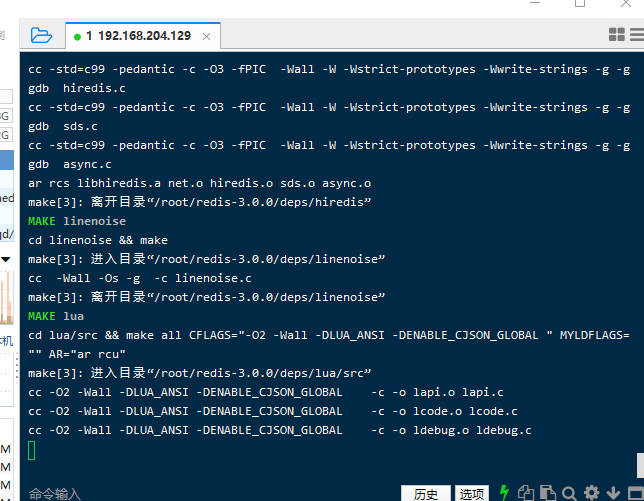 1 192.168.204.129
cc -std=c99 -pedantic -c -O3 -fPIC  -Wall -W -Wstrict-prototypes -Wwrite-strings -g -g
gdb  hiredis.c
cc -std=c99 -pedantic -c -O3 -fPIC  -Wall -W -Wstrict-prototypes -Wwrite-strings -g -g
gdb  sds.c
cc -std=c99 -pedantic -c -O3 -fPIC  -Wall -W -Wstrict-prototypes -Wwrite-strings -g -g
gdb  async.c
ar rcs libhiredis.a net.o hiredis.o sds.o async.o
make[3]: 离开目录“/root/redis-3.0.0/deps/hiredis”
MAKE linenoise
cd linenoise && make
make[3]: 进入目录“/root/redis-3.0.0/deps/linenoise”
cc  -Wall -Os -g  -c linenoise.c
make[3]: 离开目录“/root/redis-3.0.0/deps/linenoise”
MAKE lua
cd lua/src && make all CFLAGS="-O2 -Wall -DLUA_ANSI -DENABLE_CJSON_GLOBAL " MYLDFLAGS=
"" AR="ar rcu"
make[3]: 进入目录“/root/redis-3.0.0/deps/lua/src”
cc -O2 -Wall -DLUA_ANSI -DENABLE_CJSON_GLOBAL    -c -o lapi.o lapi.c
cc -O2 -Wall -DLUA_ANSI -DENABLE_CJSON_GLOBAL    -c -o lcode.o lcode.c
cc -O2 -Wall -DLUA_ANSI -DENABLE_CJSON_GLOBAL    -c -o ldebug.o ldebug.c
命令输入
历史 选项